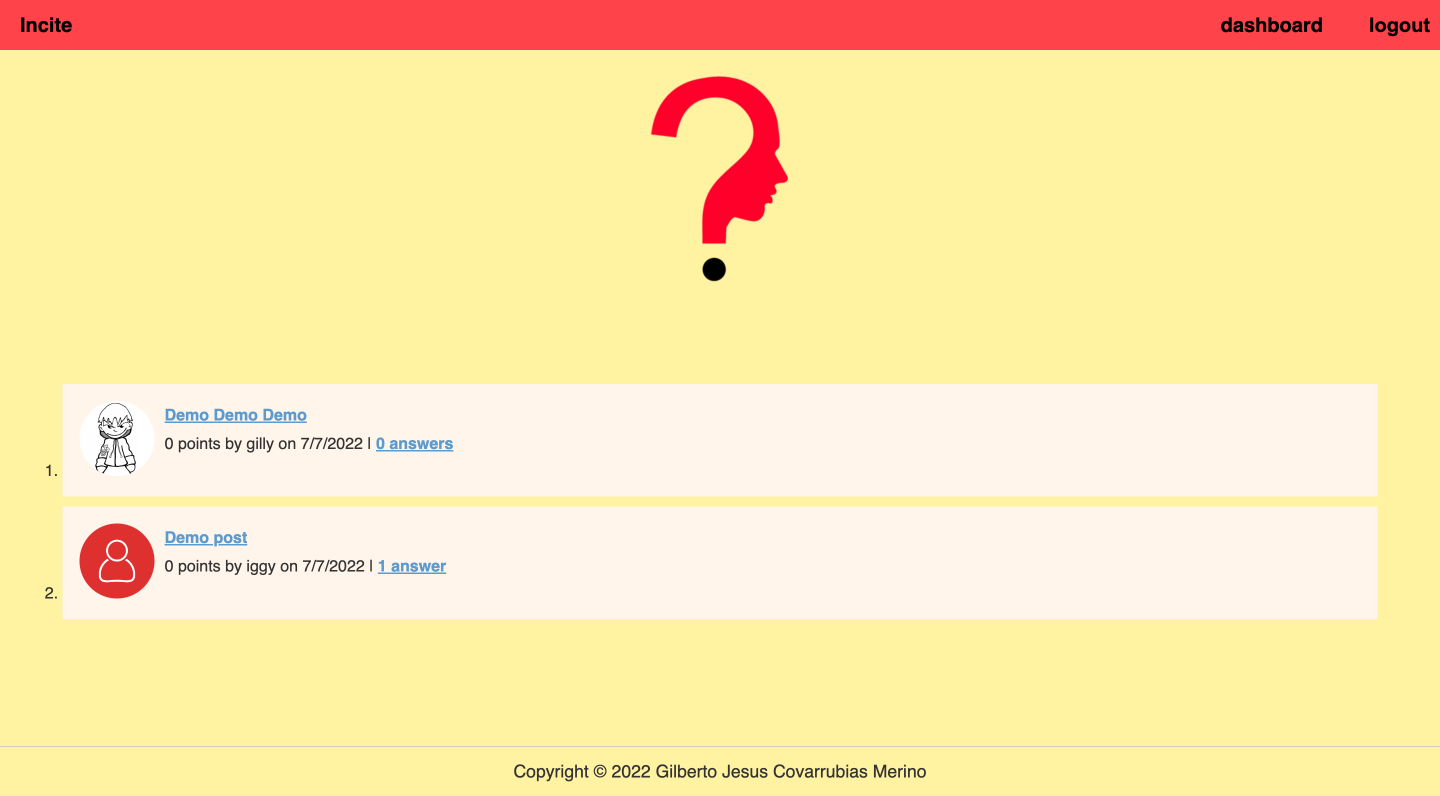 Incite dashboard logout
Demo Demo Demo
0 points by gilly on 7/7/2022 | 0 answers
1.
Demo post
0 points by iggy on 7/7/2022 | 1 answer
2.
Copyright © 2022 Gilberto Jesus Covarrubias Merino